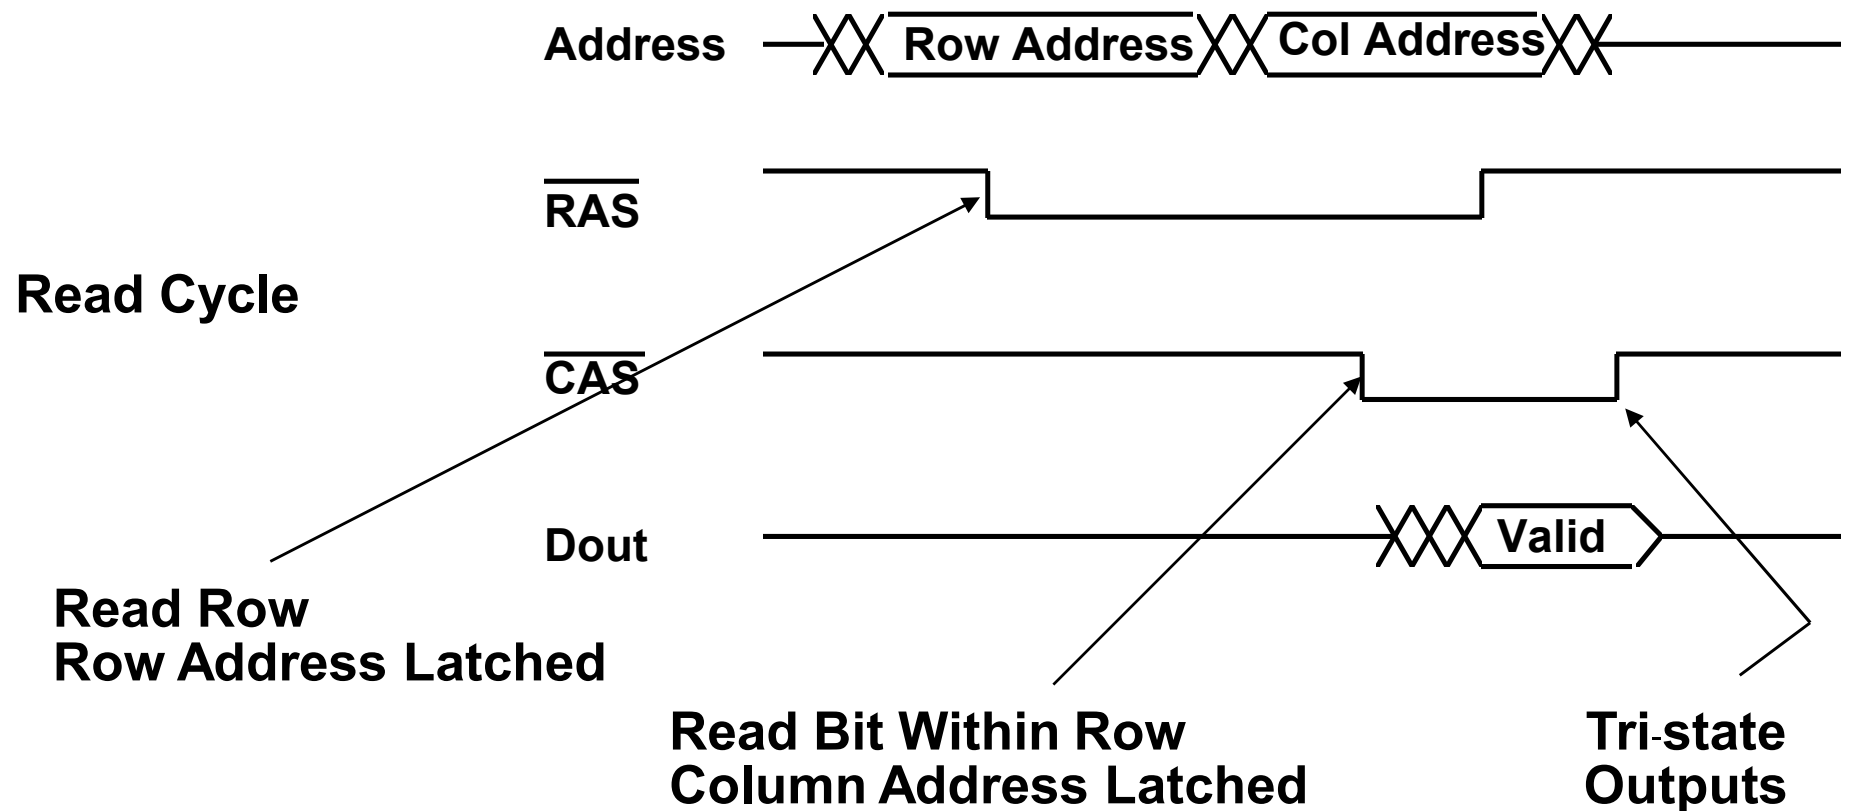 Address Row Address Col Address
RAS
Read Cycle
CAS
Dout Valid
Read Row
Row Address Latched
Read Bit Within Row
Column Address Latched
Tri-state
Outputs